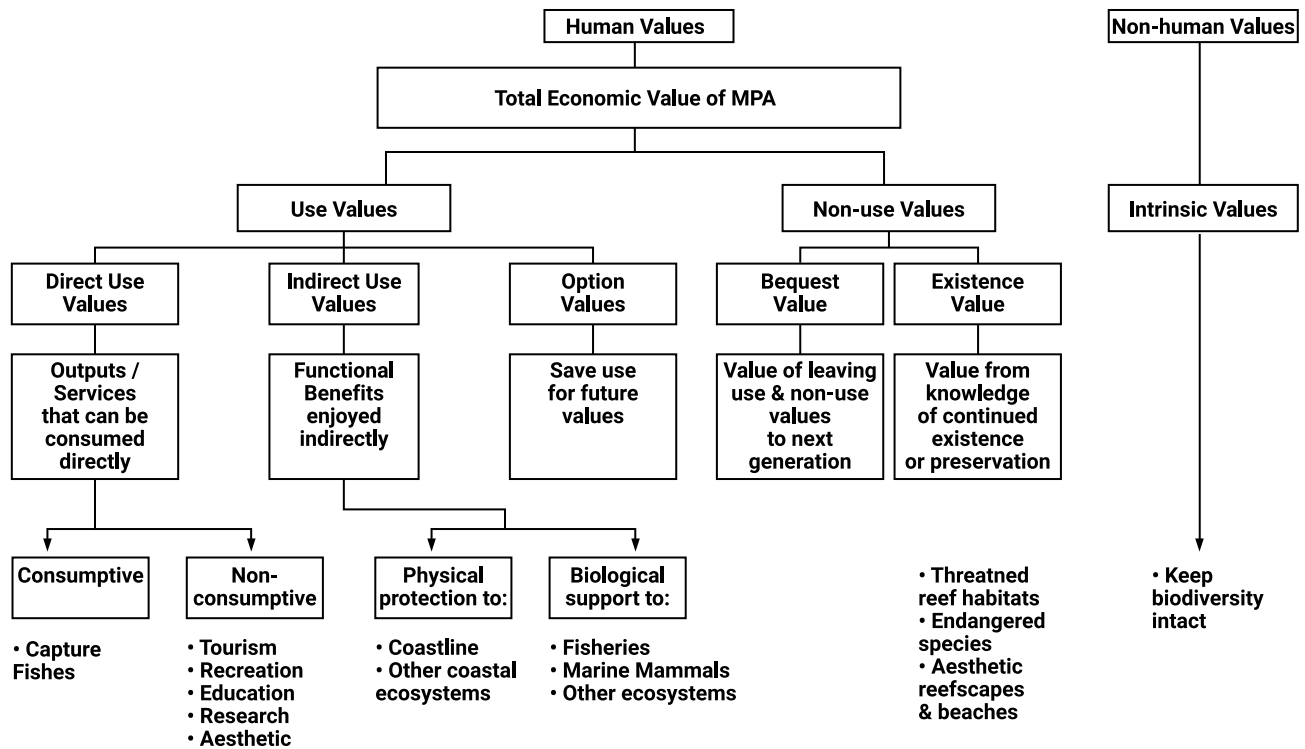 Human Values
Non-human Values
Total Economic Value of MPA
Use Values
Non-use Values
Intrinsic Values
Direct Use
Values
Indirect Use
Values
Option
Values
Bequest
Value
Existence
Value
Outputs /
Services
that can be
consumed
directly
Functional
Benefits
enjoyed
indirectly
Save use
for future
values
Value of leaving
use & non-use
values
to next
generation
Value from
knowledge
of continued
existence
or preservation
Consumptive
Non-
consumptive
Physical
protection to:
Biological
support to:
• Capture
Fishes
• Tourism
• Recreation
• Education
• Research
• Aesthetic
• Coastline
• Other coastal
ecosystems
• Fisheries
• Marine Mammals
• Other ecosystems
• Threatned
reef habitats
• Endangered
species
• Aesthetic
reefscapes
& beaches
• Keep
biodiversity
intact